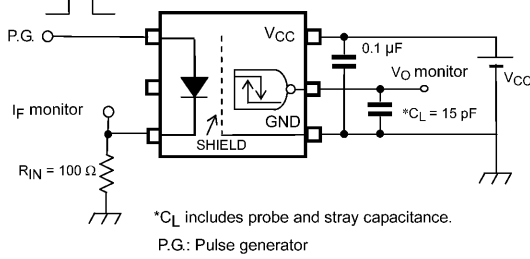 P.G.
VCC
0.1 µF
VO monitor
VCC
IF monitor
*CL = 15 pF
GND
SHIELD
RIN = 100 Ω
*CL includes probe and stray capacitance.
P.G.: Pulse generator